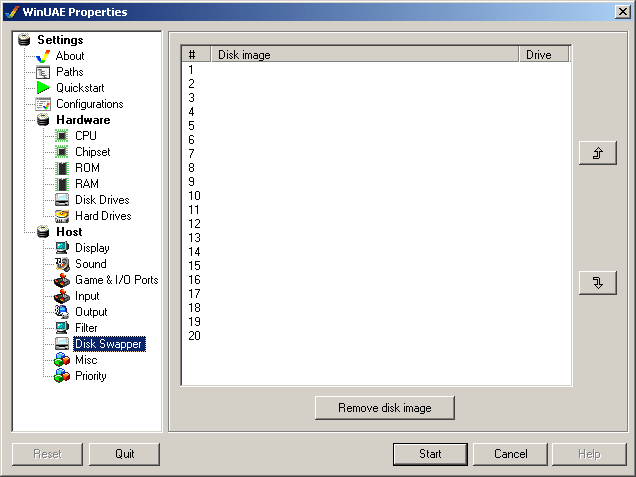 WinUAE Properties
Settings
About
Paths
Quickstart
Configurations
Hardware
CPU
Chipset
ROM
RAM
Disk Drives
Hard Drives
Host
Display
Sound
Game & I/O Ports
Input
Output
Filter
Disk Swapper
Misc
Priority
# Disk image Drive
1
2
3
4
5
6
7
8
9
10
11
12
13
14
15
16
17
18
19
20
Remove disk image
Reset Quit Start Cancel Help